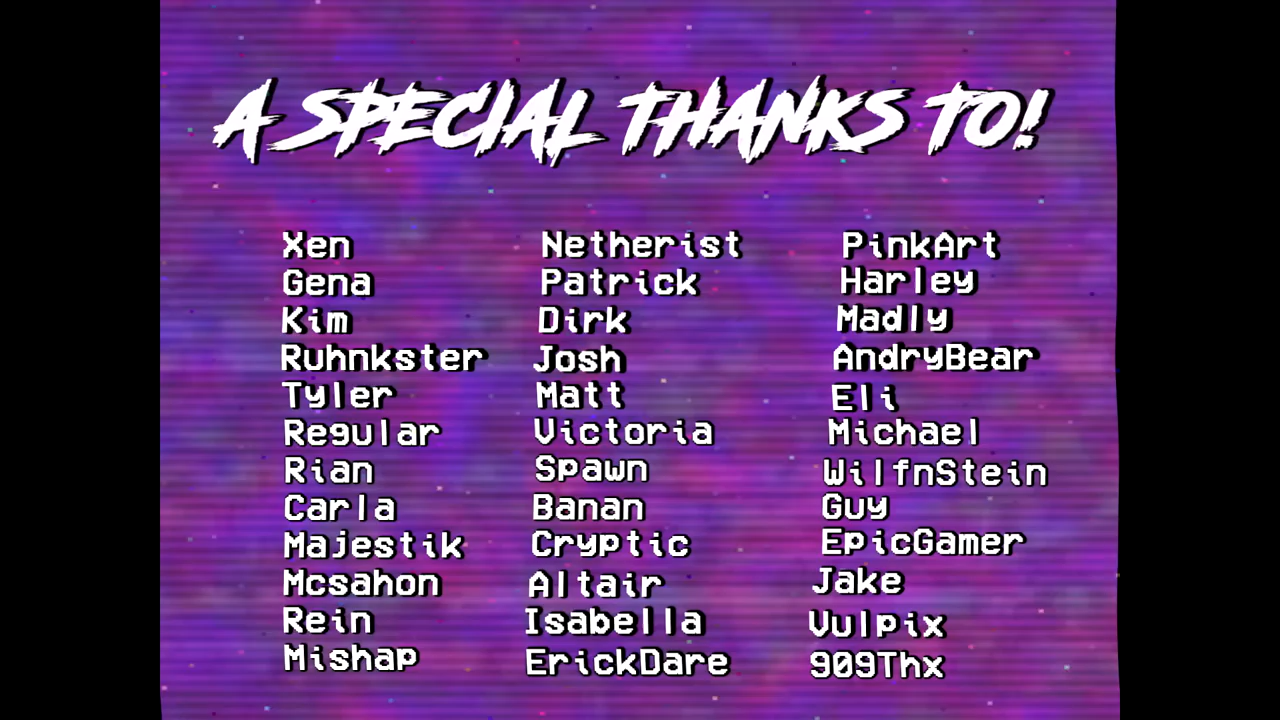 A SPECIAL THANKS TO!
Xen
Gena
Kim
Ruhnkster
Tyler
Regular
Rian
Carla
Majestik
Mcsahon
Rein
Mishap
Netherist
Patrick
Dirk
Josh
Matt
Victoria
Spawn
Banan
Cryptic
Altair
Isabella
ErickDare
PinkArt
Harley
Madly
AndryBear
Eli
Michael
WilfnStein
Guy
EpicGamer
Jake
Vulpix
909Thx